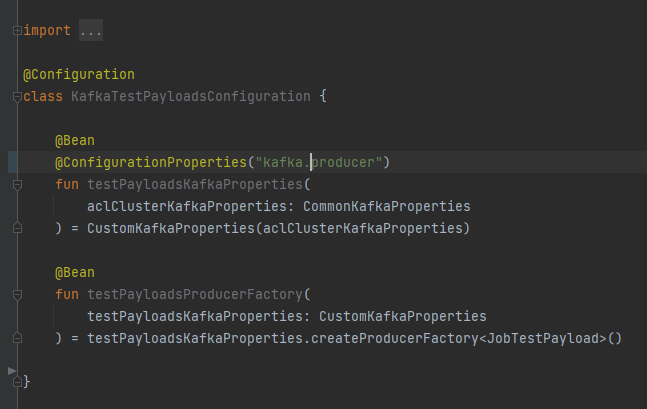 import ...
@Configuration
class KafkaTestPayloadsConfiguration {
@Bean
@ConfigurationProperties("kafka.producer")
fun testPayloadsKafkaProperties(
aclClusterKafkaProperties: CommonKafkaProperties
) = CustomKafkaProperties(aclClusterKafkaProperties)
@Bean
fun testPayloadsProducerFactory(
testPayloadsKafkaProperties: CustomKafkaProperties
) = testPayloadsKafkaProperties.createProducerFactory<JobTestPayload>()
}